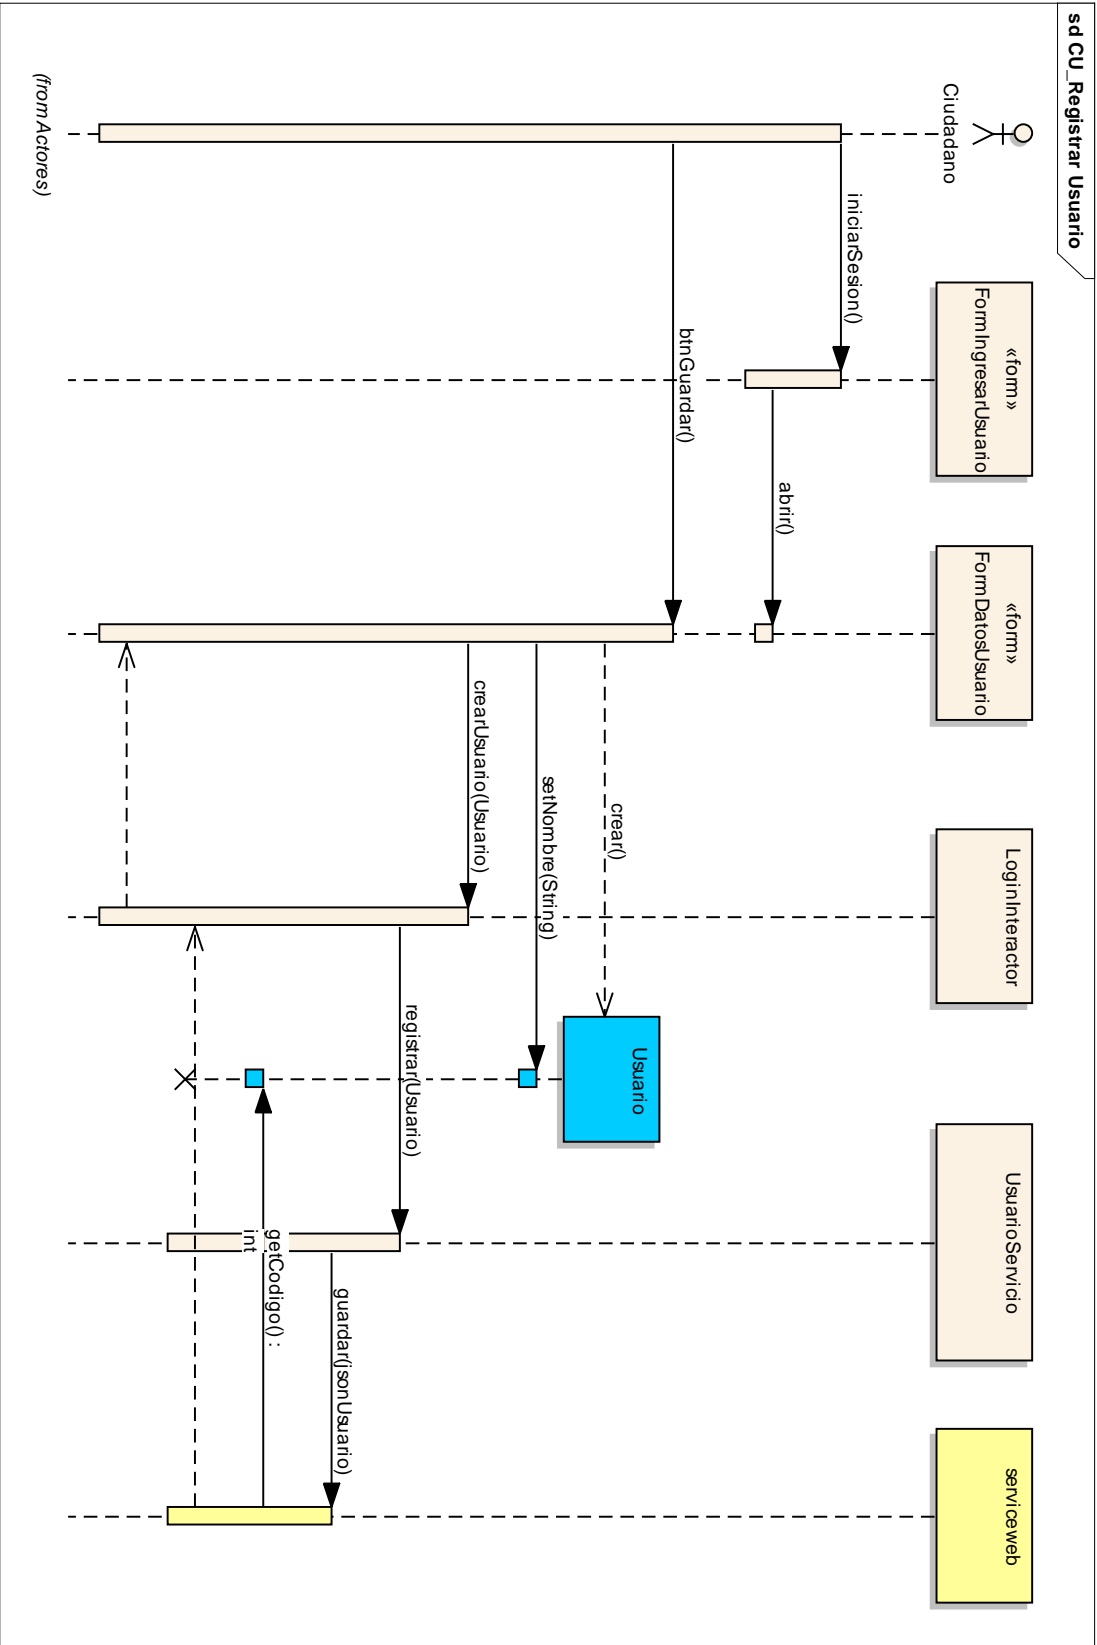 sd CU_Registrar Usuario
Ciudadano
«form»
FormIngresarUsuario
«form»
FormDatosUsuario
LoginInteractor
UsuarioServicio
serviceweb
iniciarSesion()
abrir()
btnGuardar()
Usuario
crear()
setNombre(String)
crearUsuario(Usuario)
registrar(Usuario)
guardar(jsonUsuario)
getCodigo() :
int
(from Actores)